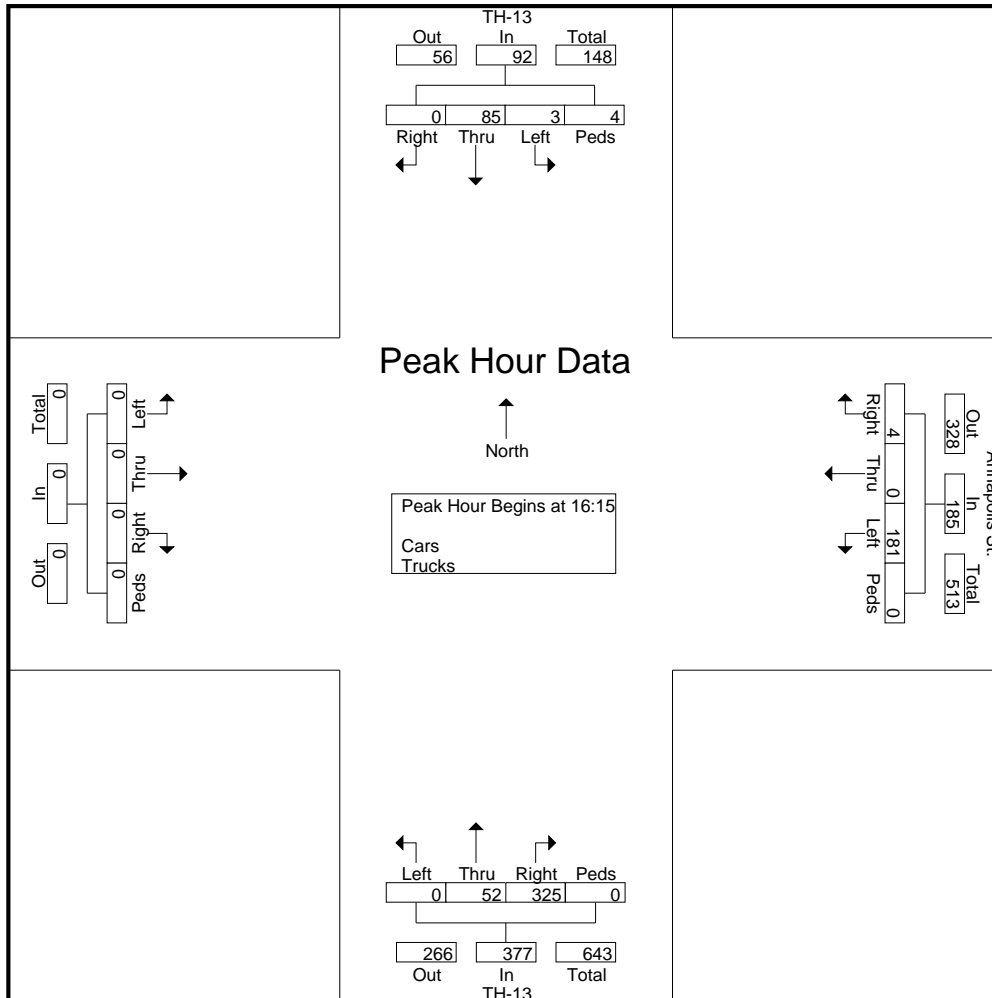 TH-13
Out In Total
56 92 148
0 85 3 4
Right Thru Left Peds
Peak Hour Data
North
Peak Hour Begins at 16:15
Cars
Trucks
Total 0
In 0
Out 0
0 0 0 0
Left Thru Right Peds
Right Thru Left Peds
4 0 181 0
Out In Total
328 185 513
Annapolis St.
Left Thru Right Peds
0 52 325 0
266 377 643
Out In Total
TH-13